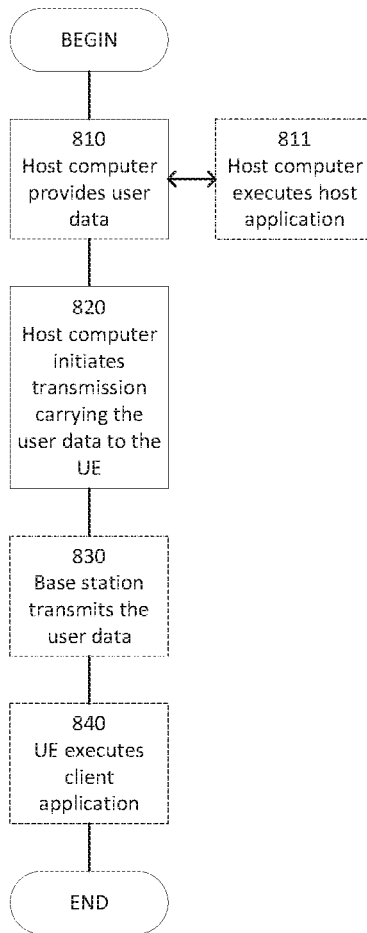 BEGIN
810
Host computer
provides user
data
811
Host computer
executes host
application
820
Host computer
initiates
transmission
carrying the
user data to the
UE
830
Base station
transmits the
user data
840
UE executes
client
application
END